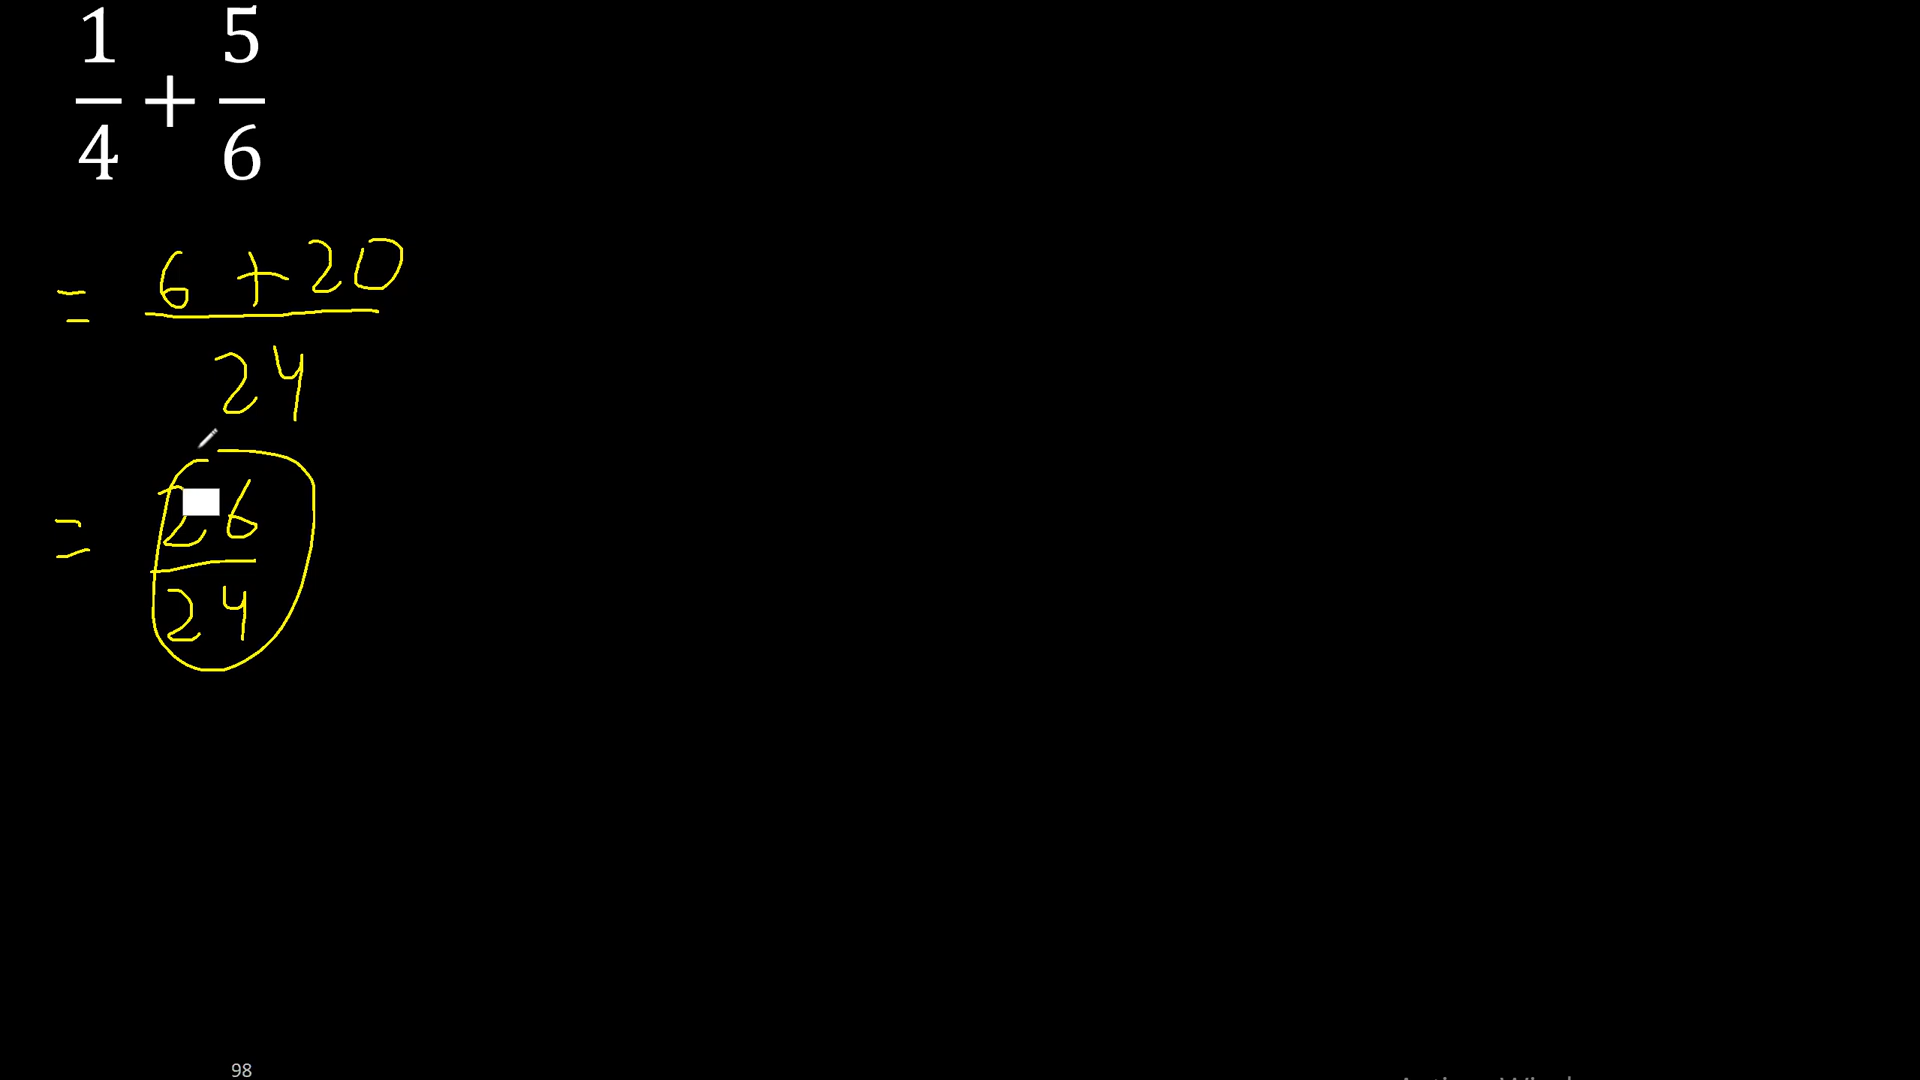 1/4 + 5/6
= 6 + 20 / 24
= 26 / 24
98